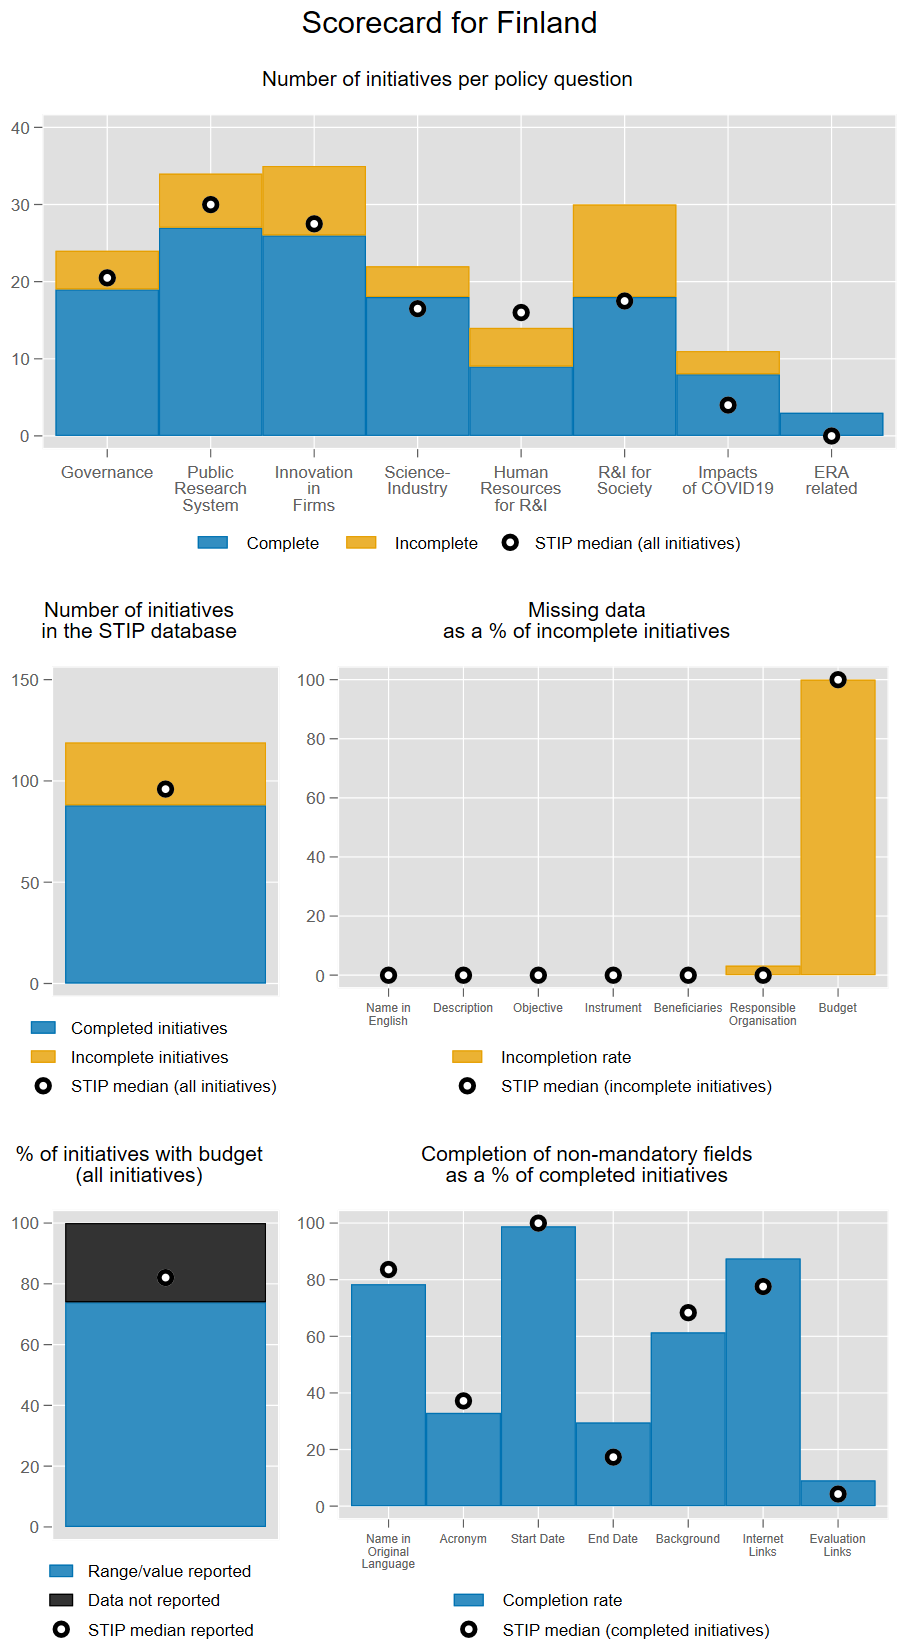 Scorecard for Finland
Number of initiatives per policy question
40
30
20
10
0
Governance
Public
Research
System
Innovation
in
Firms
Science-
Industry
Human
Resources
for R&I
R&I for
Society
Impacts
of COVID19
ERA
related
Complete
Incomplete
STIP median (all initiatives)
Number of initiatives
in the STIP database
150
100
50
0
Completed initiatives
Incomplete initiatives
STIP median (all initiatives)
Missing data
as a % of incomplete initiatives
100
80
60
40
20
0
Name in
English
Description
Objective
Instrument
Beneficiaries
Responsible
Organisation
Budget
Incompletion rate
STIP median (incomplete initiatives)
% of initiatives with budget
(all initiatives)
100
80
60
40
20
0
Range/value reported
Data not reported
STIP median reported
Completion of non-mandatory fields
as a % of completed initiatives
100
80
60
40
20
0
Name in
Original
Language
Acronym
Start Date
End Date
Background
Internet
Links
Evaluation
Links
Completion rate
STIP median (completed initiatives)